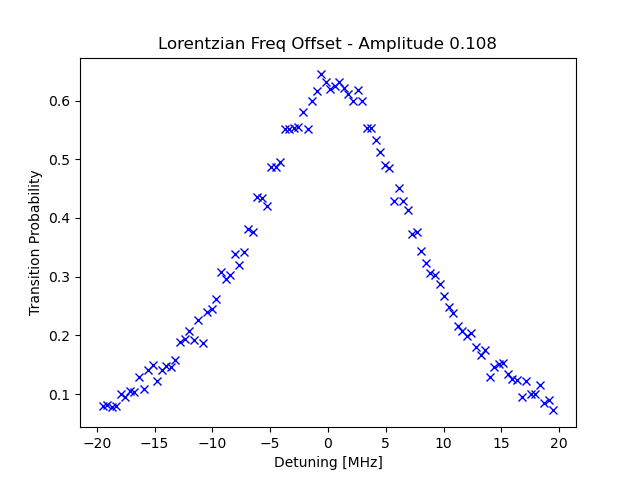 Lorentzian Freq Offset - Amplitude 0.108
Transition Probability
0.6
0.5
0.4
0.3
0.2
0.1
−20 −15 −10 −5 0 5 10 15 20
Detuning [MHz]